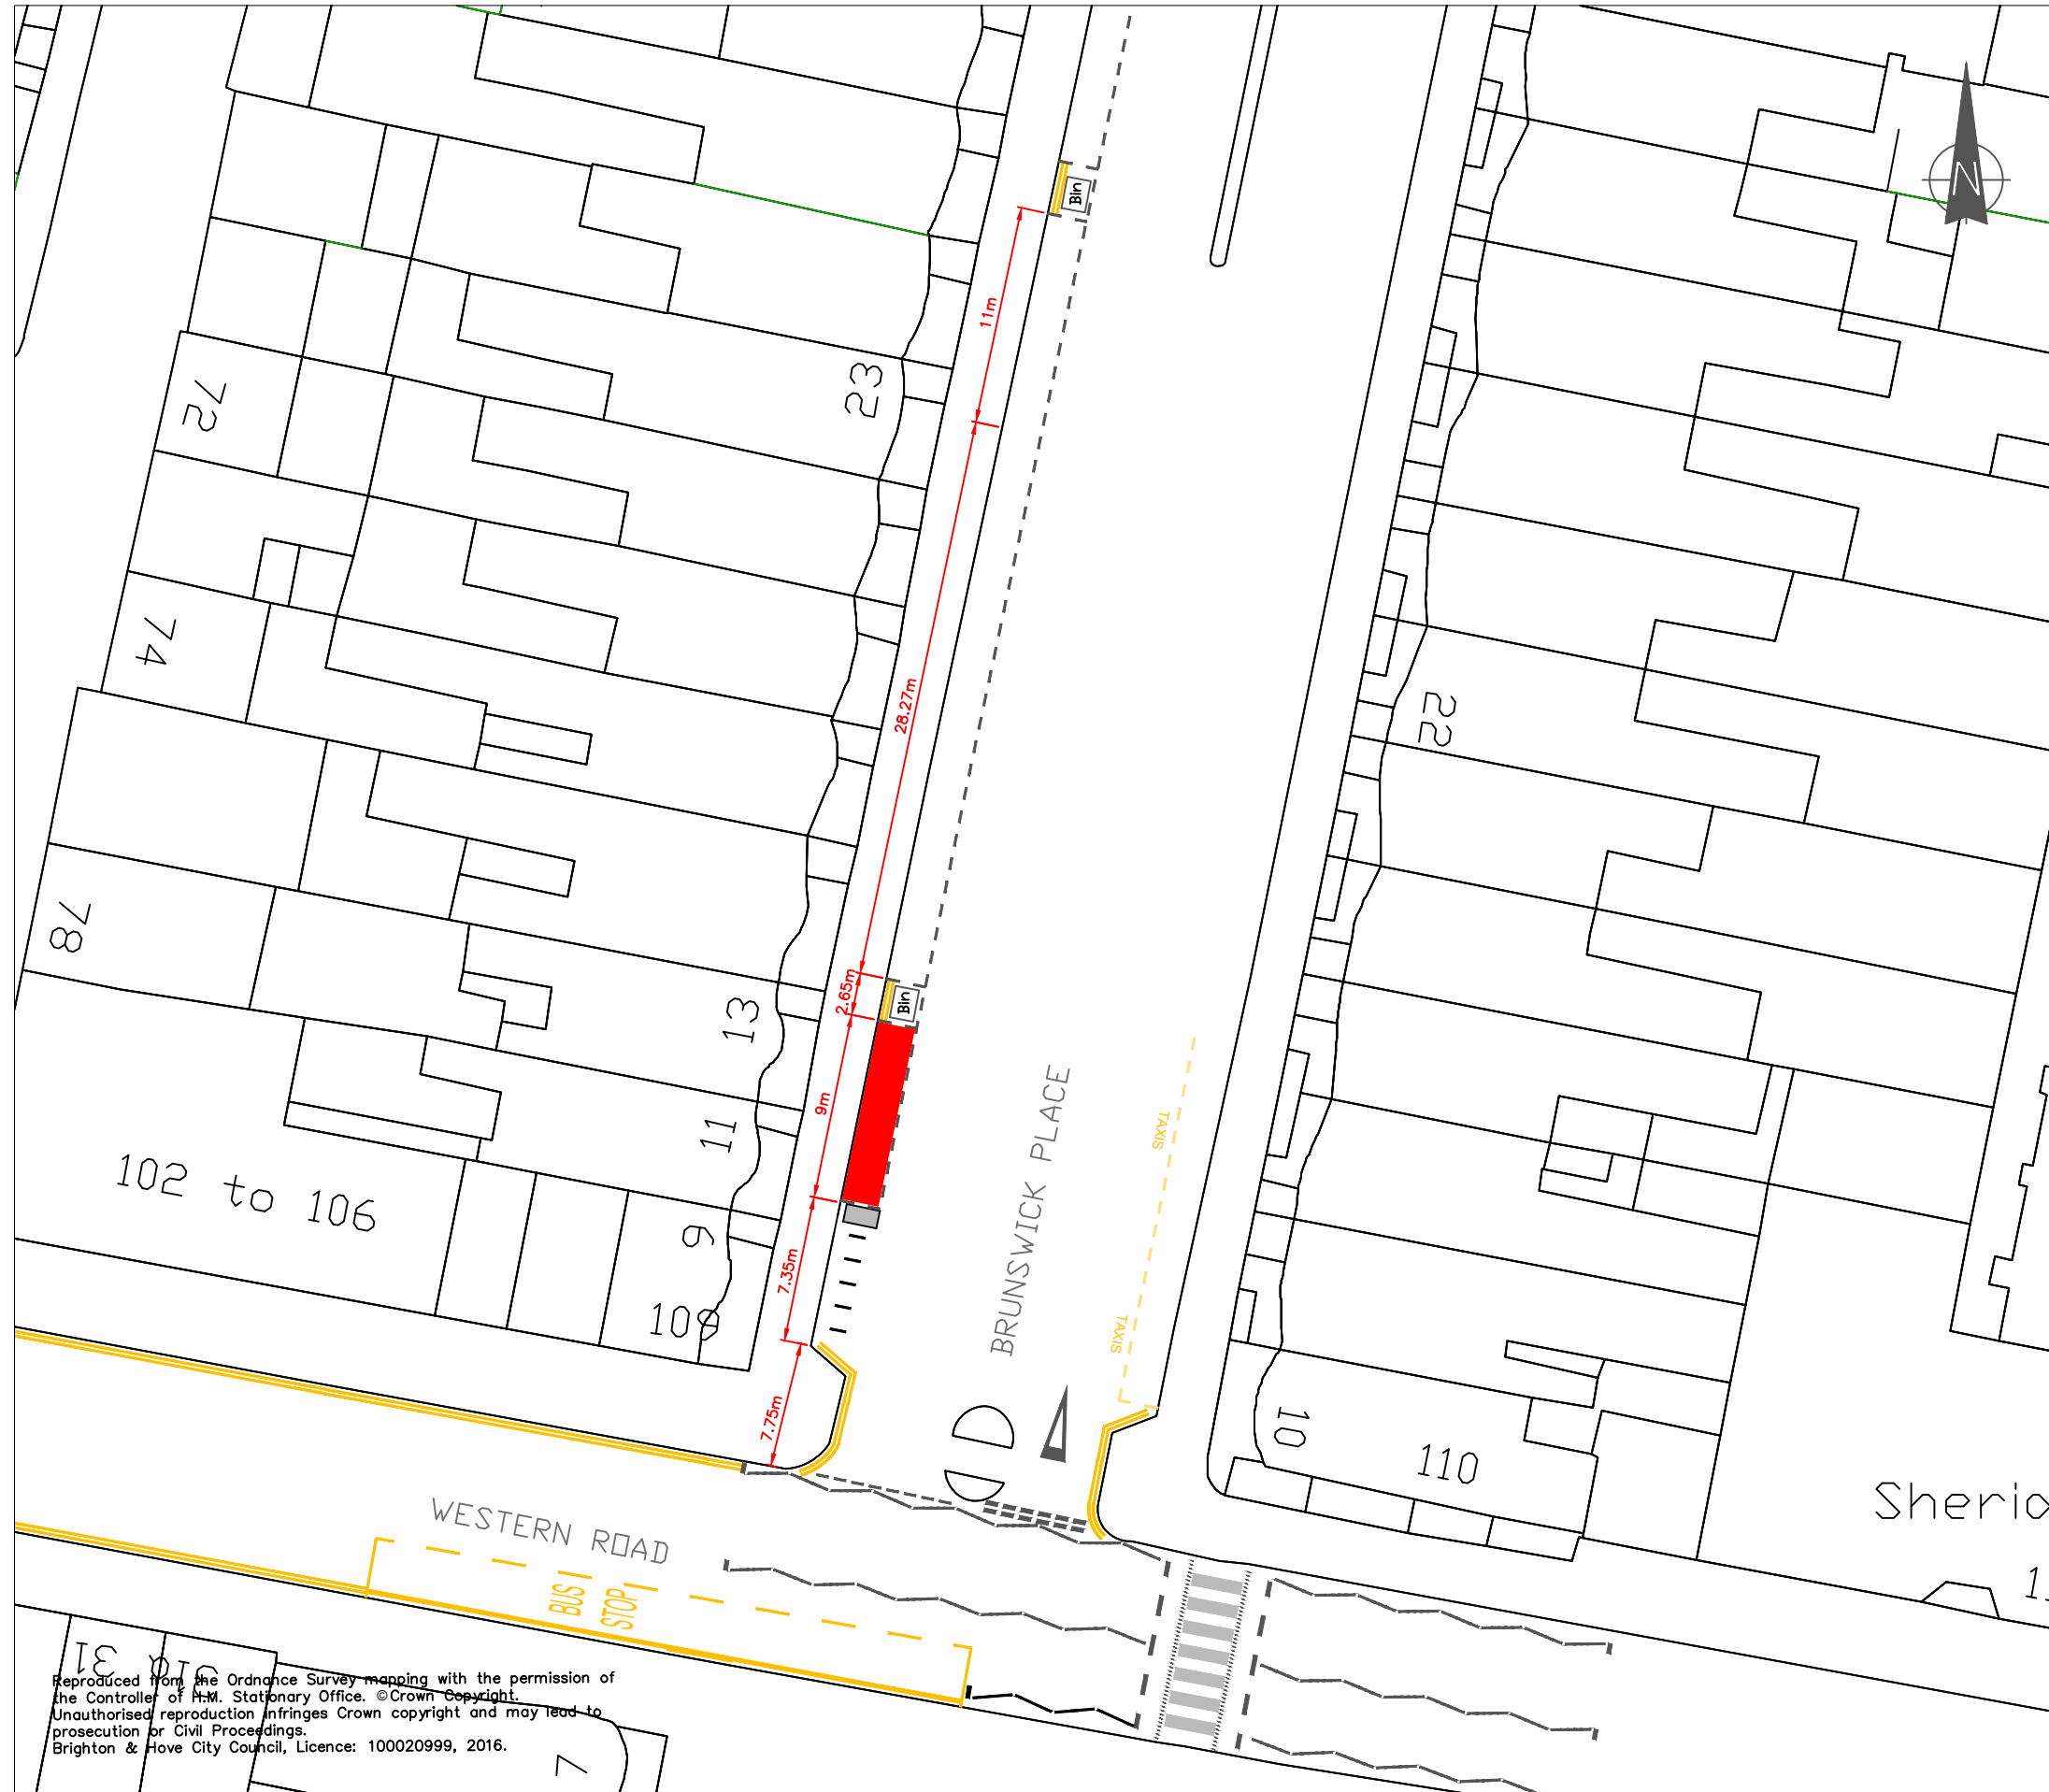 N
Bin
11m
23
72
28.27m
74
22
78
2.65m
Bin
13
9m
11
TAXIS
BRUNSWICK PLACE
102 to 106
9
7.35m
109
TAXIS
7.75m
10
110
WESTERN ROAD
BUS
STOP
31
31a
7
Reproduced from the Ordnance Survey mapping with the permission of
the Controller of H.M. Stationary Office. ©Crown Copyright.
Unauthorised reproduction infringes Crown copyright and may lead to
prosecution or Civil Proceedings.
Brighton & Hove City Council, Licence: 100020999, 2016.